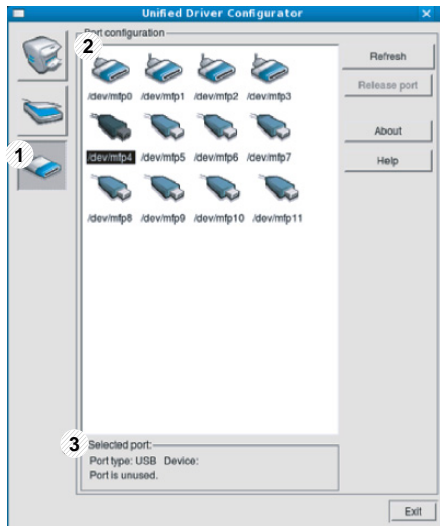 Unified Driver Configurator
2
Port configuration
Refresh
Release port
/dev/mfp0 /dev/mfp1 /dev/mfp2 /dev/mfp3
About
1
/dev/mfp4 /dev/mfp5 /dev/mfp6 /dev/mfp7
Help
/dev/mfp8 /dev/mfp9 /dev/mfp10 /dev/mfp11
3
Selected port:
Port type: USB Device:
Port is unused.
Exit